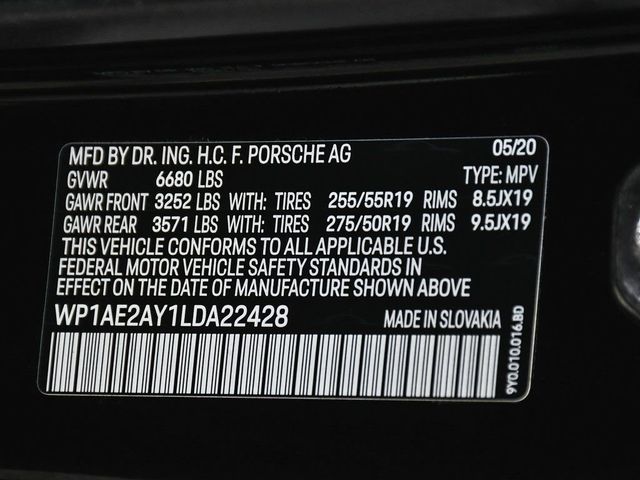 MFD BY DR. ING. H.C. F. PORSCHE AG 05/20
GVWR 6680 LBS TYPE: MPV
GAWR FRONT 3252 LBS WITH: TIRES 255/55R19 RIMS 8.5JX19
GAWR REAR 3571 LBS WITH: TIRES 275/50R19 RIMS 9.5JX19
THIS VEHICLE CONFORMS TO ALL APPLICABLE U.S.
FEDERAL MOTOR VEHICLE SAFETY STANDARDS IN
EFFECT ON THE DATE OF MANUFACTURE SHOWN ABOVE
WP1AE2AY1LDA22428 MADE IN SLOVAKIA
9Y0.010.016.BD